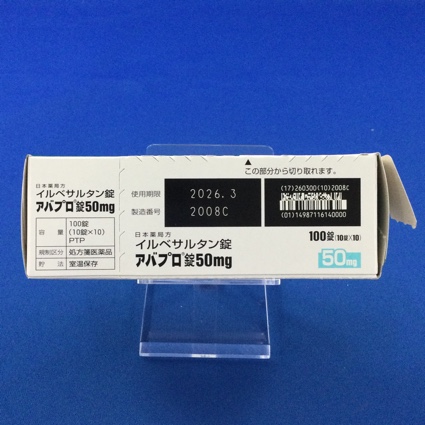 日本薬局方
イルベサルタン錠
アバプロ錠50mg
容量 100錠
(10錠×10)
PTP
規制区分 処方箋医薬品
貯法 室温保存
使用期限 2026.3
製造番号 2008C
▲
この部分から切り取れます。
(17)260300(10)2008C
(01)14987116140000
日本薬局方
イルベサルタン錠
アバプロ錠50mg
100錠(10錠×10)
50mg